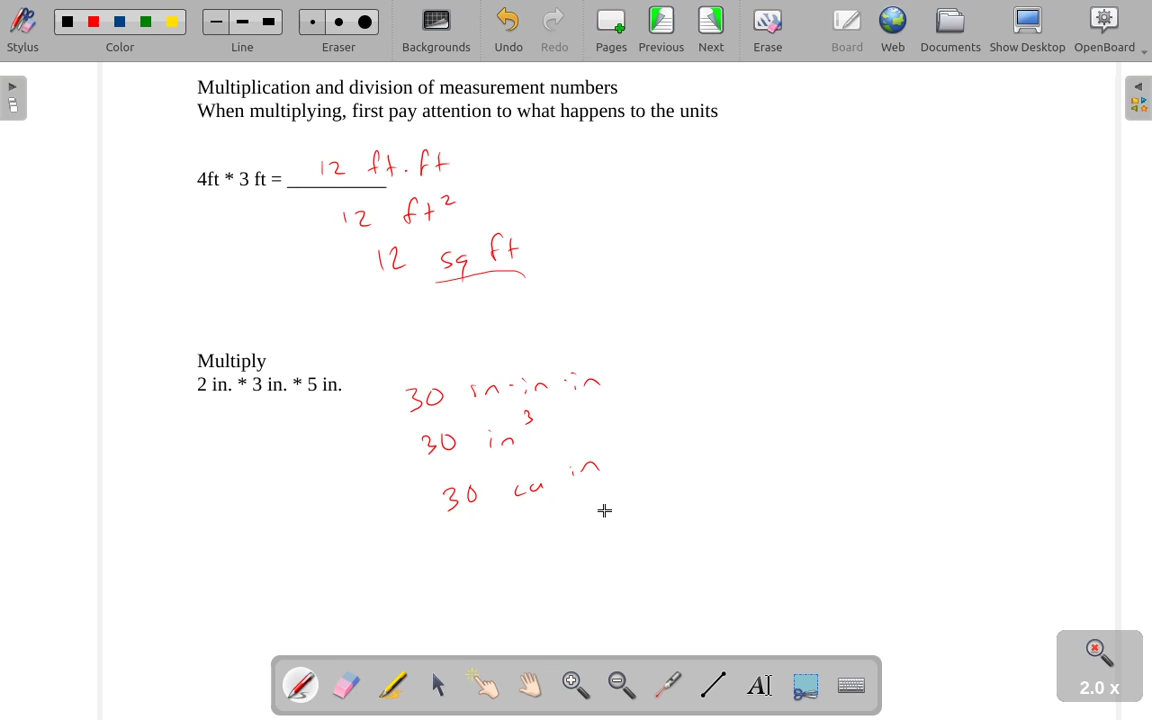 Stylus Color Line Eraser Backgrounds Undo Redo Pages Previous Next Erase Board Web Documents Show Desktop OpenBoard
Multiplication and division of measurement numbers
When multiplying, first pay attention to what happens to the units
12 ft.ft
4ft * 3 ft = __________
12 ft²
12 sq ft
Multiply
2 in. * 3 in. * 5 in.
30 in·in·in
30 in³
30 cu in
2.0 x